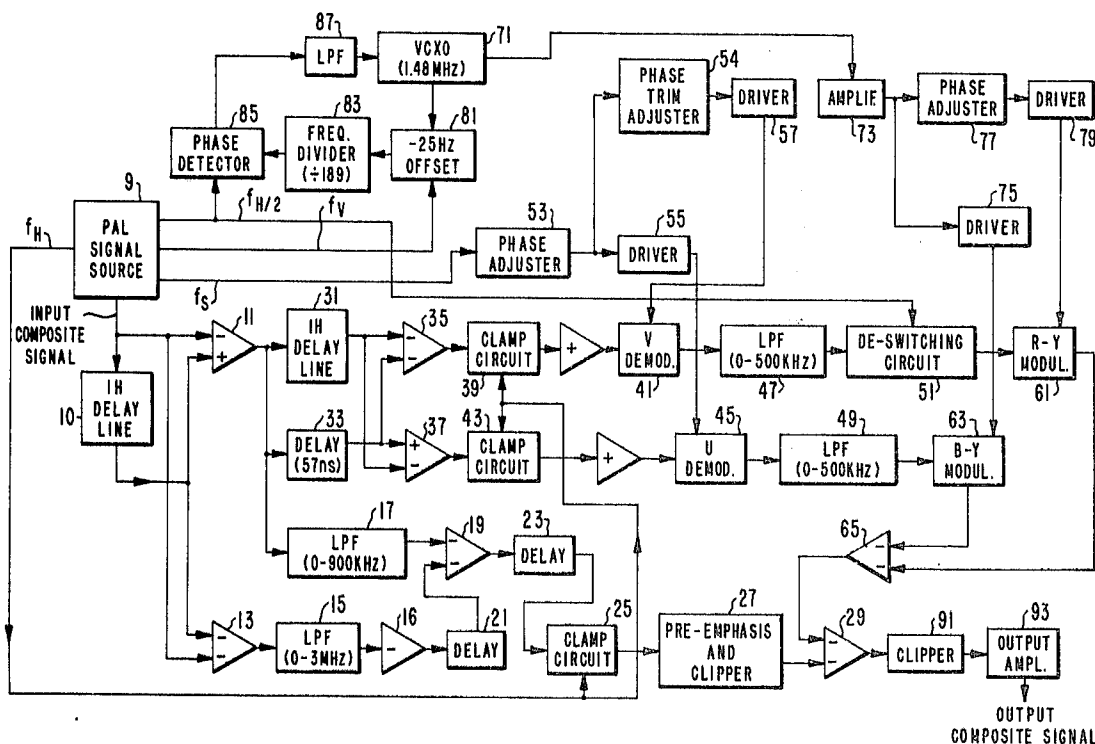 87
LPF
VCXO
(1.48MHz)
71
54
PHASE
TRIM
ADJUSTER
DRIVER
57
AMPLIF.
73
PHASE
ADJUSTER
77
DRIVER
79
85
PHASE
DETECTOR
83
FREQ.
DIVIDER
(÷189)
81
-25HZ
OFFSET
75
DRIVER
9
PAL
SIGNAL
SOURCE
fH
fH/2
fV
fS
53
PHASE
ADJUSTER
55
DRIVER
INPUT
COMPOSITE
SIGNAL
11
-
+
31
IH
DELAY
LINE
35
-
-
CLAMP
CIRCUIT
39
+
V
DEMOD.
41
LPF
(0-500KHz)
47
DE-SWITCHING
CIRCUIT
51
R-Y
MODUL.
61
10
IH
DELAY
LINE
33
DELAY
(57ns)
37
+
-
43
CLAMP
CIRCUIT
+
45
U
DEMOD.
49
LPF
(0-500KHz)
63
B-Y
MODUL.
17
LPF
(0-900KHz)
19
-
-
23
DELAY
65
-
-
13
-
-
15
LPF
(0-3MHz)
16
-
21
DELAY
25
CLAMP
CIRCUIT
27
PRE-EMPHASIS
AND
CLIPPER
29
-
-
91
CLIPPER
93
OUTPUT
AMPL.
OUTPUT
COMPOSITE SIGNAL